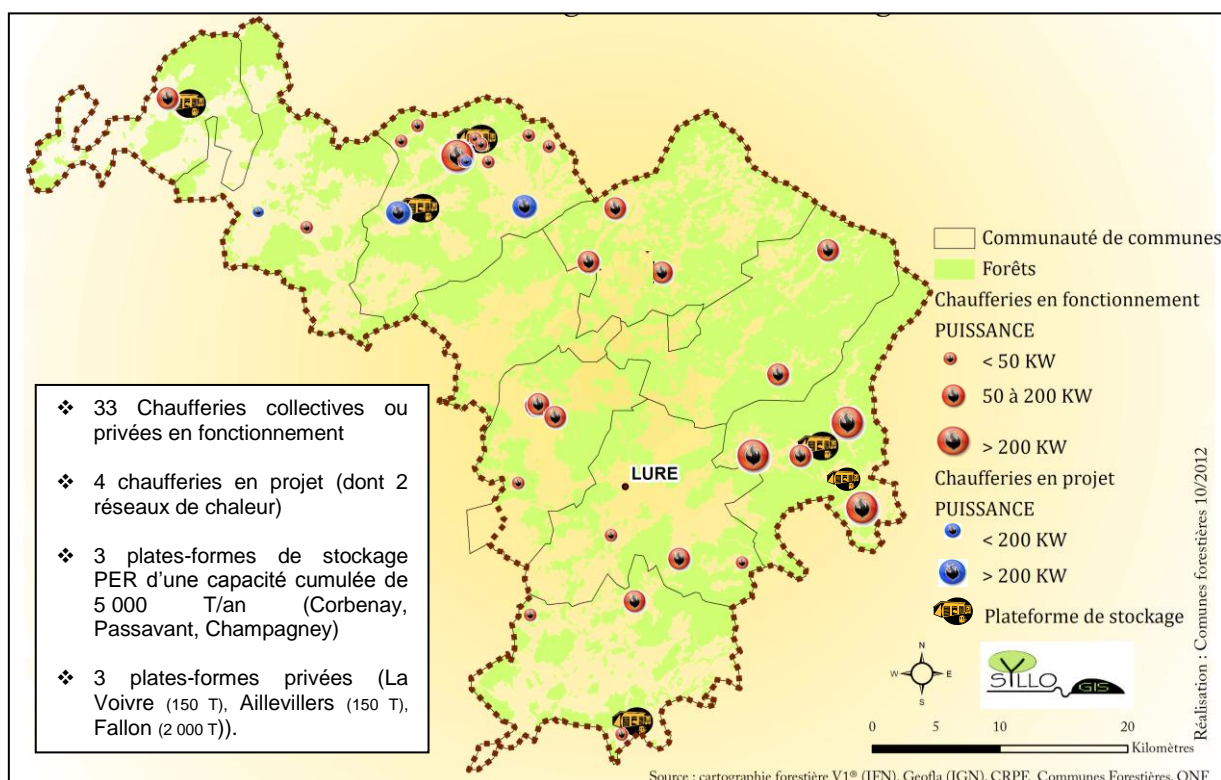 Communauté de communes
Forêts
Chaufferies en fonctionnement
PUISSANCE
< 50 KW
50 à 200 KW
> 200 KW
Chaufferies en projet
PUISSANCE
< 200 KW
> 200 KW
Plateforme de stockage
❖ 33 Chaufferies collectives ou
privées en fonctionnement
❖ 4 chaufferies en projet (dont 2
réseaux de chaleur)
❖ 3 plates-formes de stockage
PER d'une capacité cumulée de
5 000 T/an (Corbenay,
Passavant, Champagney)
❖ 3 plates-formes privées (La
Voivre (150 T), Aillevillers (150 T),
Fallon (2 000 T)).
LURE
N
W E
S
SYLLO GIS
0 5 10 20
Kilomètres
Réalisation : Comunes forestières 10/2012
Source : cartographie forestière V1® (IFN), Geofla (IGN), CRPF, Communes Forestières, ONF